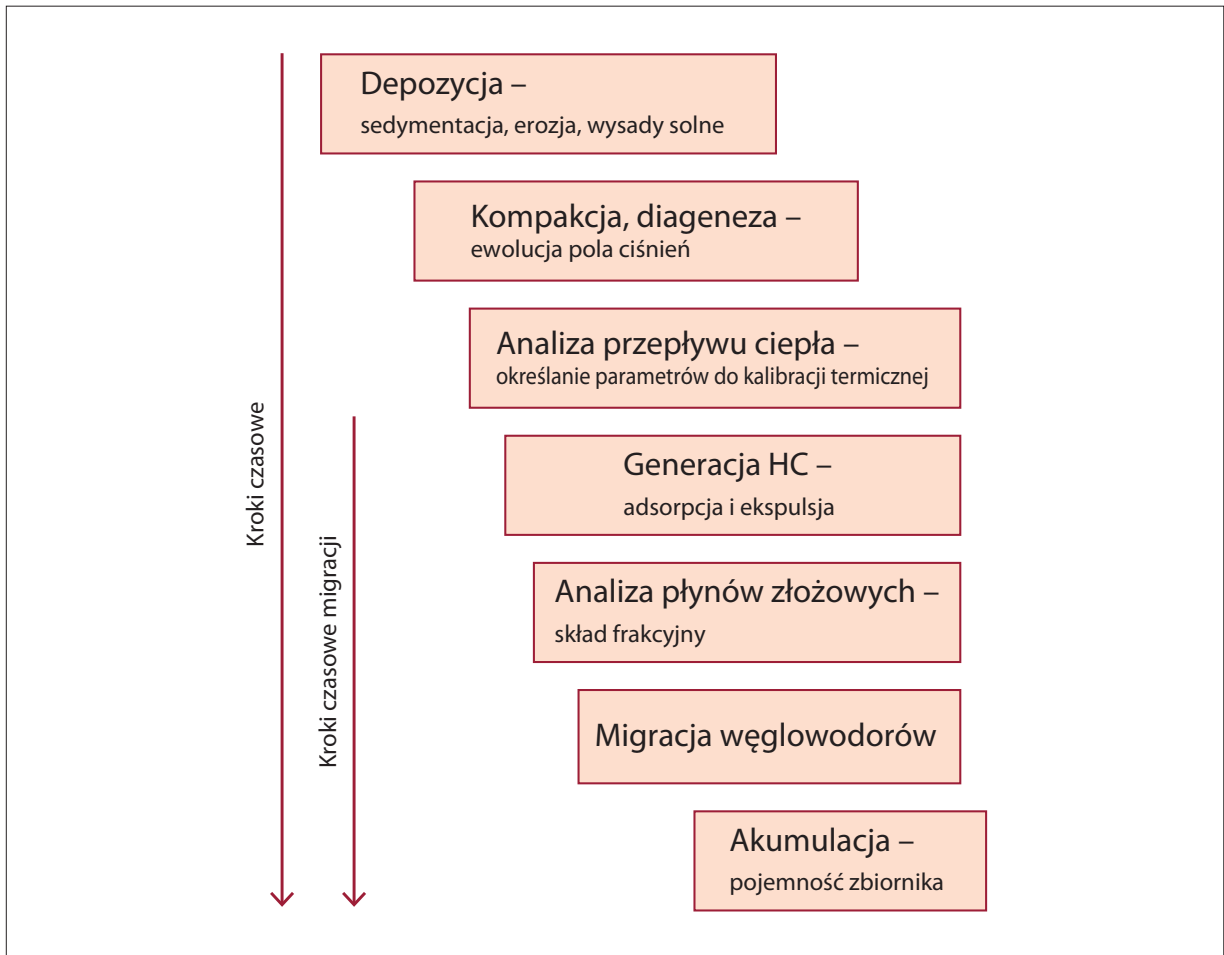 Depozycja –
sedymentacja, erozja, wysady solne
Kompakcja, diageneza –
ewolucja pola ciśnień
Analiza przepływu ciepła –
określanie parametrów do kalibracji termicznej
Generacja HC –
adsorpcja i ekspulsja
Analiza płynów złożowych –
skład frakcyjny
Migracja węglowodorów
Akumulacja –
pojemność zbiornika
Kroki czasowe
Kroki czasowe migracji